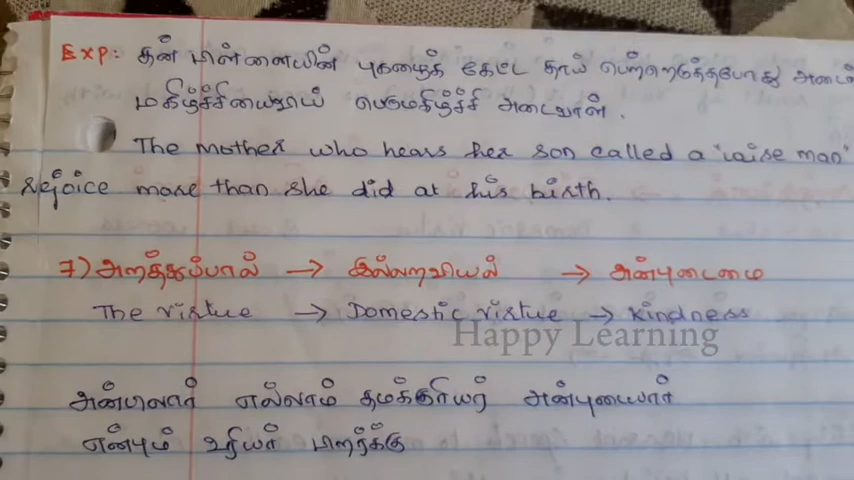 Exp: தன் பிள்ளையின் புகழைக் கேட்ட தாய் பெற்றெடுத்தபோது அடை
மகிழ்ச்சியைவிட பெருமகிழ்ச்சி அடைவாள்.
The mother who hears her son called a "wise man"
rejoice more than she did at his birth.
7) அறத்துப்பால் → இல்லறவியல் → அன்புடைமை
The virtue → Domestic virtue → kindness
Happy Learning
அன்பிலார் எல்லாம் தமக்குரியர் அன்புடையார்
என்பும் உரியர் பிறர்க்கு